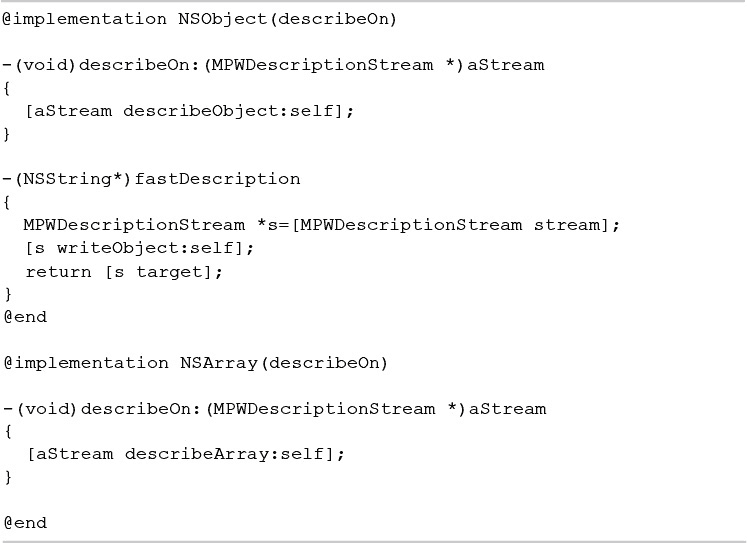 @implementation NSObject(describeOn)
-(void)describeOn:(MPWDescriptionStream *)aStream
{
  [aStream describeObject:self];
}
-(NSString*)fastDescription
{
  MPWDescriptionStream *s=[MPWDescriptionStream stream];
  [s writeObject:self];
  return [s target];
}
@end
@implementation NSArray(describeOn)
-(void)describeOn:(MPWDescriptionStream *)aStream
{
  [aStream describeArray:self];
}
@end